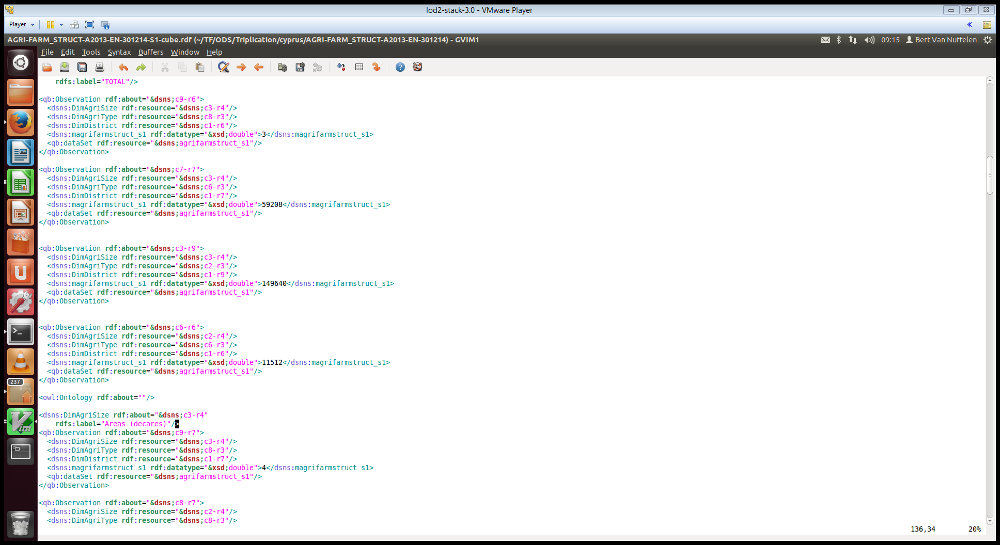 lod2-stack-3.0 - VMware Player
Player
AGRI-FARM_STRUCT-A2013-EN-301214-S1-cube.rdf (~/TF/ODS/Triplication/cyprus/AGRI-FARM_STRUCT-A2013-EN-301214) - GVIM1
09:15 Bert Van Nuffelen
File Edit Tools Syntax Buffers Window Help
    rdfs:label="TOTAL"/>
<qb:Observation rdf:about="&dsns;c9-r6">
  <dsns:DimAgriSize rdf:resource="&dsns;c3-r4"/>
  <dsns:DimAgriType rdf:resource="&dsns;c8-r3"/>
  <dsns:DimDistrict rdf:resource="&dsns;c1-r6"/>
  <dsns:magrifarmstruct_s1 rdf:datatype="&xsd;double">3</dsns:magrifarmstruct_s1>
  <qb:dataSet rdf:resource="&dsns;agrifarmstruct_s1"/>
</qb:Observation>
<qb:Observation rdf:about="&dsns;c7-r7">
  <dsns:DimAgriSize rdf:resource="&dsns;c3-r4"/>
  <dsns:DimAgriType rdf:resource="&dsns;c6-r3"/>
  <dsns:DimDistrict rdf:resource="&dsns;c1-r7"/>
  <dsns:magrifarmstruct_s1 rdf:datatype="&xsd;double">59208</dsns:magrifarmstruct_s1>
  <qb:dataSet rdf:resource="&dsns;agrifarmstruct_s1"/>
</qb:Observation>
<qb:Observation rdf:about="&dsns;c3-r9">
  <dsns:DimAgriSize rdf:resource="&dsns;c3-r4"/>
  <dsns:DimAgriType rdf:resource="&dsns;c2-r3"/>
  <dsns:DimDistrict rdf:resource="&dsns;c1-r9"/>
  <dsns:magrifarmstruct_s1 rdf:datatype="&xsd;double">149640</dsns:magrifarmstruct_s1>
  <qb:dataSet rdf:resource="&dsns;agrifarmstruct_s1"/>
</qb:Observation>
<qb:Observation rdf:about="&dsns;c6-r6">
  <dsns:DimAgriSize rdf:resource="&dsns;c2-r4"/>
  <dsns:DimAgriType rdf:resource="&dsns;c6-r3"/>
  <dsns:DimDistrict rdf:resource="&dsns;c1-r6"/>
  <dsns:magrifarmstruct_s1 rdf:datatype="&xsd;double">11512</dsns:magrifarmstruct_s1>
  <qb:dataSet rdf:resource="&dsns;agrifarmstruct_s1"/>
</qb:Observation>
237
<owl:Ontology rdf:about=""/>
<dsns:DimAgriSize rdf:about="&dsns;c3-r4"
    rdfs:label="Areas (decares)"/>
Vim
<qb:Observation rdf:about="&dsns;c9-r7">
  <dsns:DimAgriSize rdf:resource="&dsns;c3-r4"/>
  <dsns:DimAgriType rdf:resource="&dsns;c8-r3"/>
  <dsns:DimDistrict rdf:resource="&dsns;c1-r7"/>
  <dsns:magrifarmstruct_s1 rdf:datatype="&xsd;double">4</dsns:magrifarmstruct_s1>
  <qb:dataSet rdf:resource="&dsns;agrifarmstruct_s1"/>
</qb:Observation>
<qb:Observation rdf:about="&dsns;c8-r7">
  <dsns:DimAgriSize rdf:resource="&dsns;c2-r4"/>
  <dsns:DimAgriType rdf:resource="&dsns;c8-r3"/>
136,34 20%